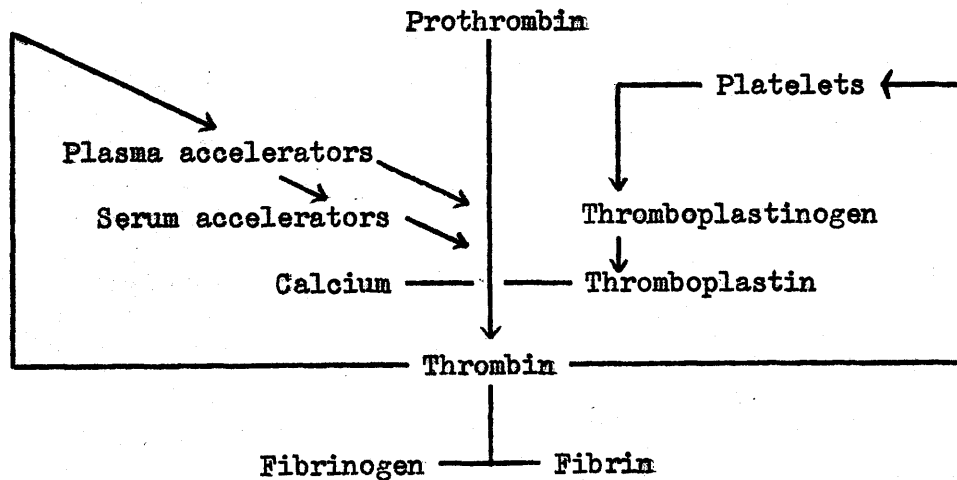 Prothrombin
Platelets
Plasma accelerators
Serum accelerators
Thromboplastinogen
Calcium
Thromboplastin
Thrombin
Fibrinogen
Fibrin